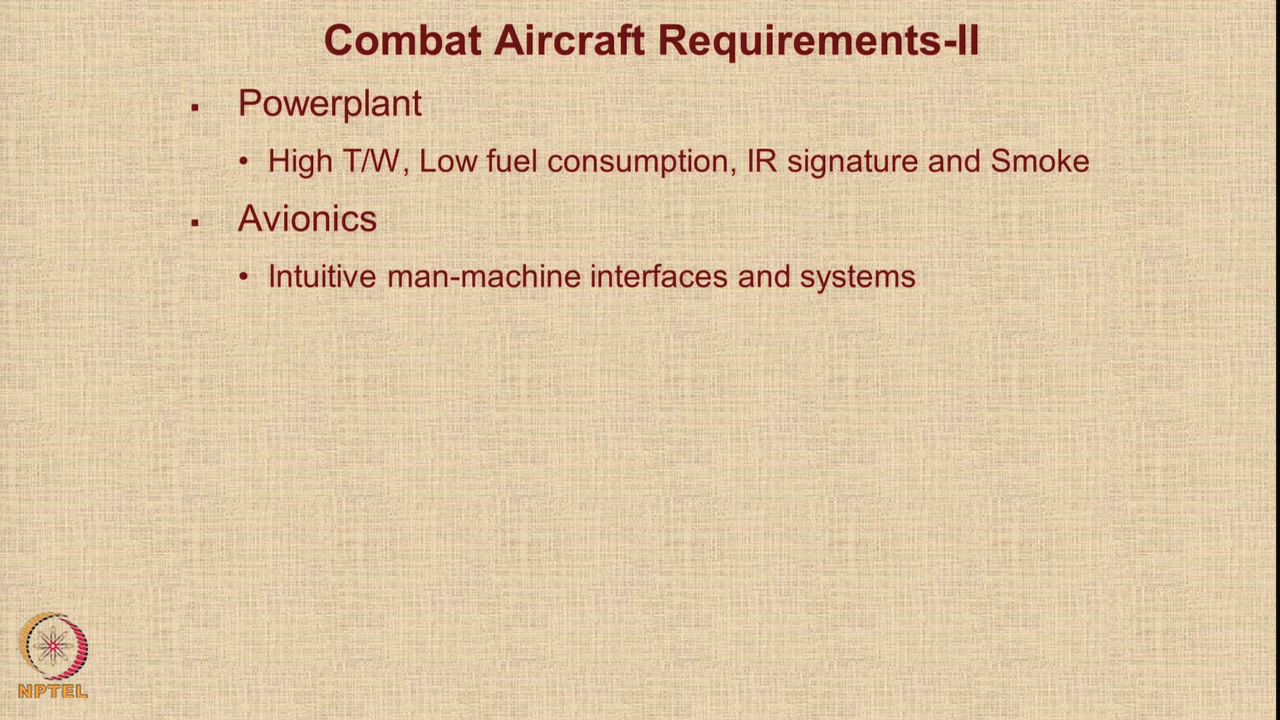 Combat Aircraft Requirements-II
▪ Powerplant
• High T/W, Low fuel consumption, IR signature and Smoke
▪ Avionics
• Intuitive man-machine interfaces and systems
NPTEL